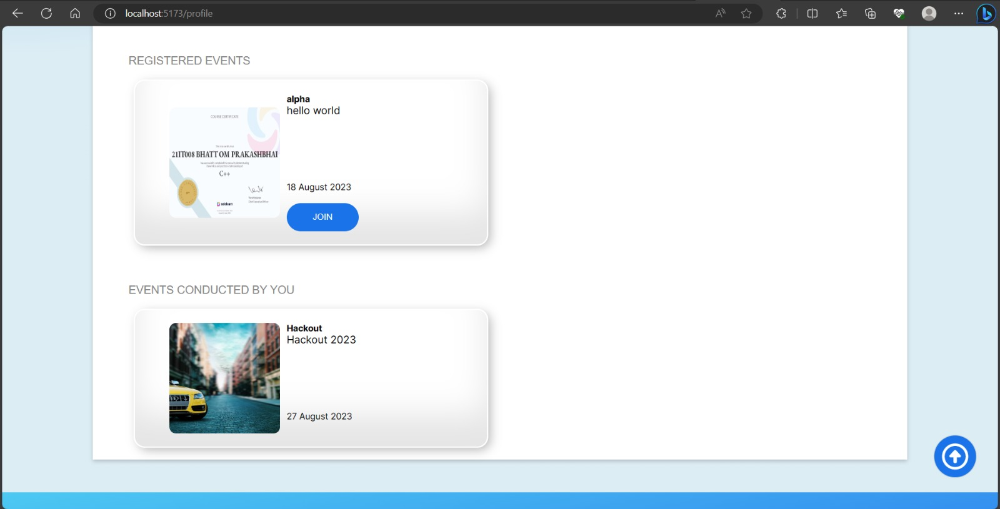 localhost:5173/profile
REGISTERED EVENTS
alpha
hello world
COURSE CERTIFICATE
21IT008 BHATT OM PRAKASHBHAI
C++
sololearn
18 August 2023
JOIN
EVENTS CONDUCTED BY YOU
Hackout
Hackout 2023
27 August 2023